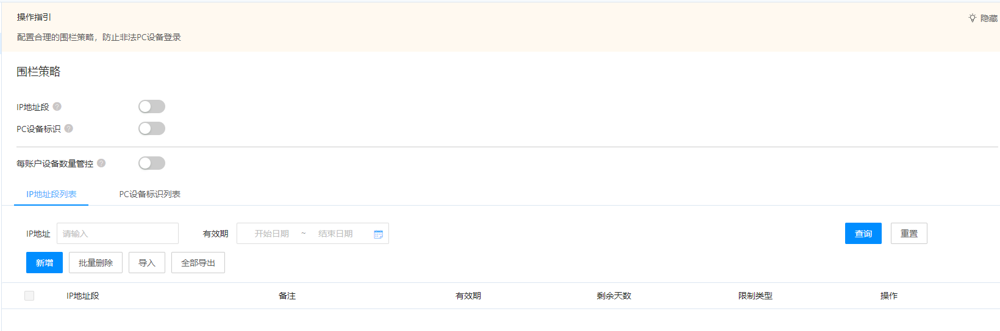 操作指引
隐藏
配置合理的围栏策略，防止非法PC设备登录
围栏策略
IP地址段 ?
PC设备标识 ?
每账户设备数量管控 ?
IP地址段列表 PC设备标识列表
IP地址 请输入 有效期 开始日期 ~ 结束日期 查询 重置
新增 批量删除 导入 全部导出
IP地址段 备注 有效期 剩余天数 限制类型 操作